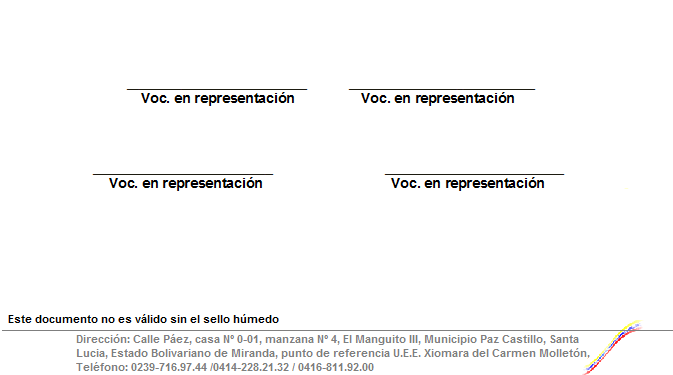 Voc. en representación Voc. en representación
Voc. en representación Voc. en representación
Este documento no es válido sin el sello húmedo
Dirección: Calle Páez, casa Nº 0-01, manzana Nº 4, El Manguito III, Municipio Paz Castillo, Santa
Lucia, Estado Bolivariano de Miranda, punto de referencia U.E.E. Xiomara del Carmen Molletón,
Teléfono: 0239-716.97.44 /0414-228.21.32 / 0416-811.92.00